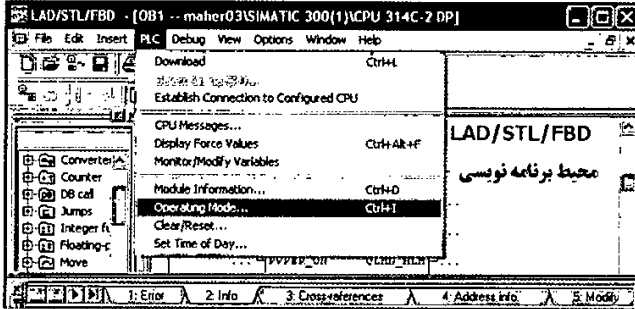 LAD/STL/FBD - [OB1 -- maher03\SIMATIC 300(1)\CPU 314C-2 DP]
File Edit Insert PLC Debug View Options Window Help
Download Ctrl+L
Establish Connection to Configured CPU
CPU Messages...
Display Force Values Ctrl+Alt+F
Monitor/Modify Variables
Module Information... Ctrl+D
Operating Mode... Ctrl+I
Clear/Reset...
Set Time of Day...
Converter
Counter
DB call
Jumps
Integer fu
Floating-p
Move
LAD/STL/FBD
محیط برنامه نویسی
1: Error 2: Info 3: Cross-references 4: Address info. 5: Modify